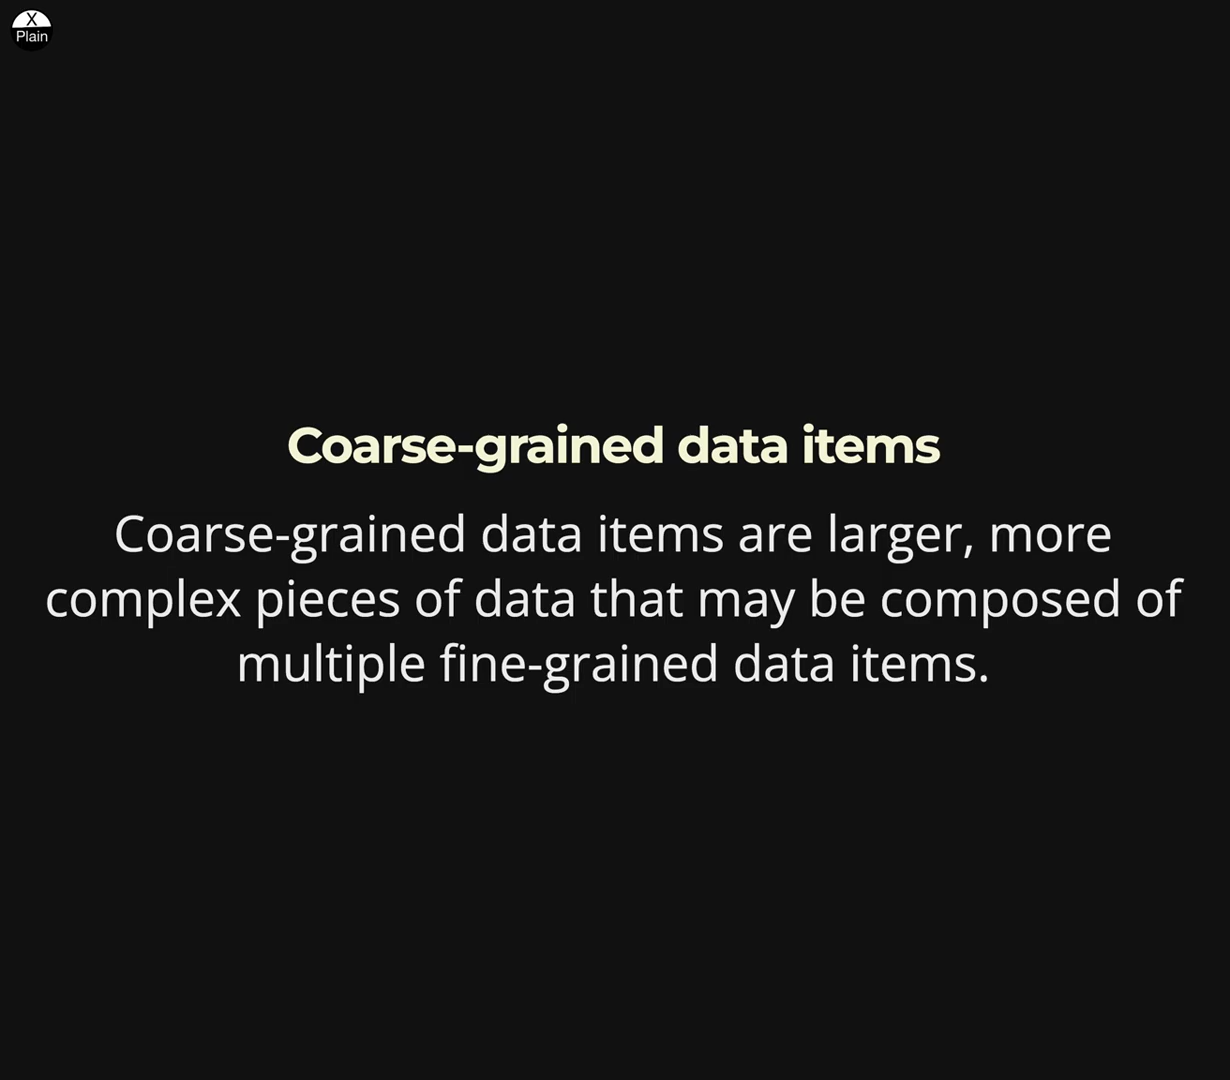 X
Plain
Coarse-grained data items
Coarse-grained data items are larger, more
complex pieces of data that may be composed of
multiple fine-grained data items.